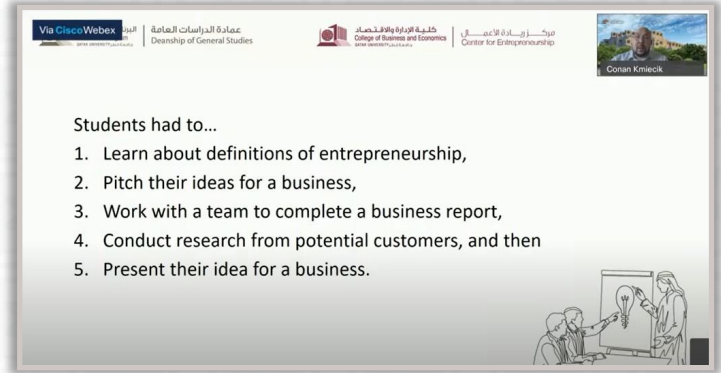 Via Cisco Webex
عمادة الدراسات العامة
Deanship of General Studies
كلية الإدارة والاقتصاد
College of Business and Economics
مركز ريادة الأعمال
Center for Entrepreneurship
Conan Kmiecik
Students had to...
1. Learn about definitions of entrepreneurship,
2. Pitch their ideas for a business,
3. Work with a team to complete a business report,
4. Conduct research from potential customers, and then
5. Present their idea for a business.